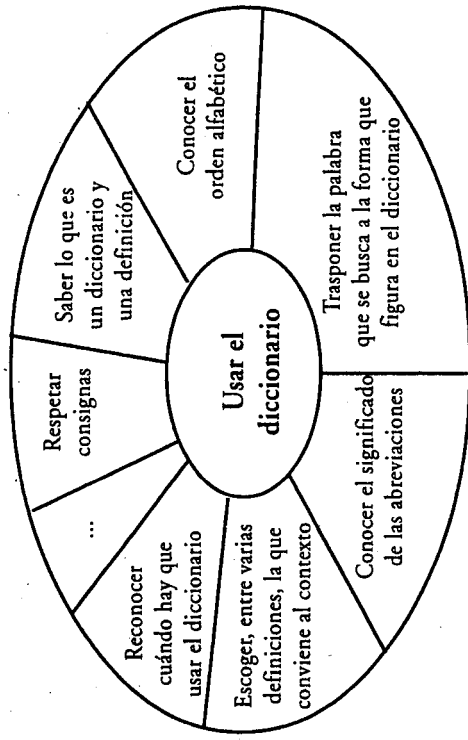 Usar el
diccionario
Respetar
consignas
Saber lo que es
un diccionario y
una definición
Conocer el
orden alfabético
Trasponer la palabra
que se busca a la forma que
figura en el diccionario
Conocer el significado
de las abreviaciones
Escoger, entre varias
definiciones, la que
conviene al contexto
Reconocer
cuándo hay que
usar el diccionario
...